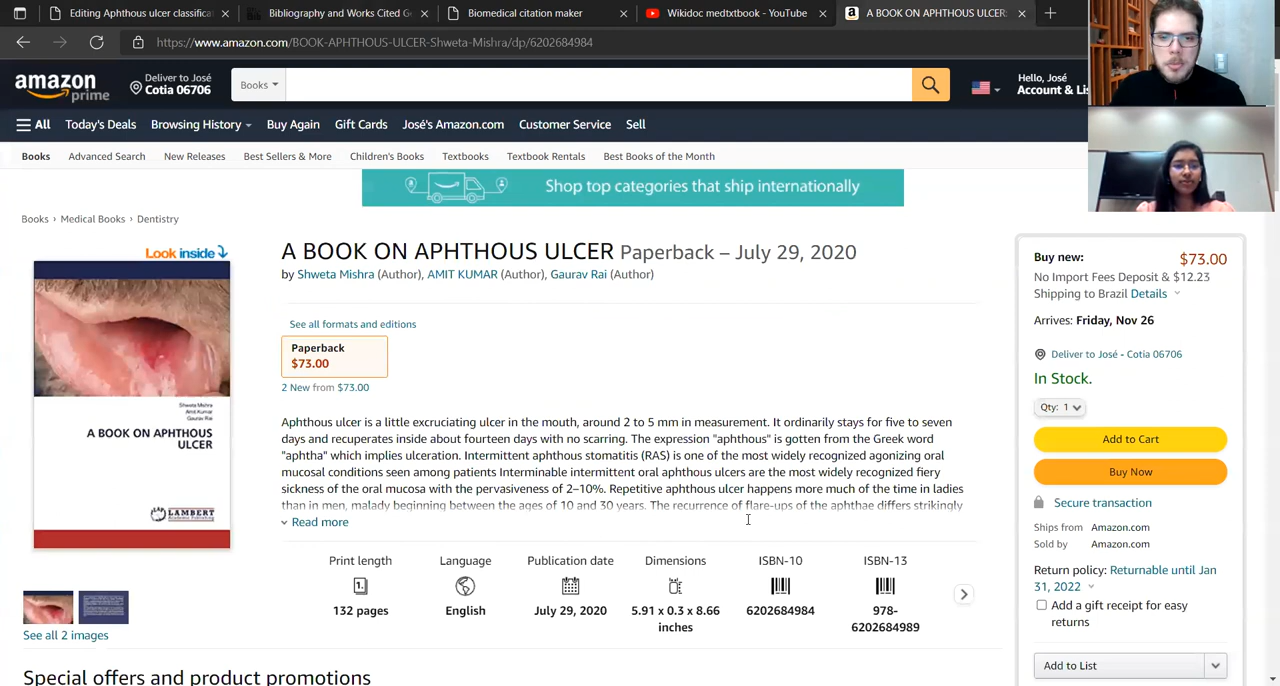 Editing Aphthous ulcer classificat
Bibliography and Works Cited Ge
Biomedical citation maker
Wikidoc medtxtbook - YouTube
A BOOK ON APHTHOUS ULCER:
https://www.amazon.com/BOOK-APHTHOUS-ULCER-Shweta-Mishra/dp/6202684984
amazon
prime
Deliver to José
Cotia 06706
Books
Hello, José
Account & Lis
All
Today's Deals
Browsing History
Buy Again
Gift Cards
José's Amazon.com
Customer Service
Sell
Books
Advanced Search
New Releases
Best Sellers & More
Children's Books
Textbooks
Textbook Rentals
Best Books of the Month
Shop top categories that ship internationally
Books › Medical Books › Dentistry
Look inside
Shweta Mishra
Amit Kumar
Gaurav Rai
A BOOK ON APHTHOUS
ULCER
LAMBERT
Academic Publishing
See all 2 images
A BOOK ON APHTHOUS ULCER Paperback – July 29, 2020
by Shweta Mishra (Author), AMIT KUMAR (Author), Gaurav Rai (Author)
See all formats and editions
Paperback
$73.00
2 New from $73.00
Aphthous ulcer is a little excruciating ulcer in the mouth, around 2 to 5 mm in measurement. It ordinarily stays for five to seven
days and recuperates inside about fourteen days with no scarring. The expression "aphthous" is gotten from the Greek word
"aphtha" which implies ulceration. Intermittent aphthous stomatitis (RAS) is one of the most widely recognized agonizing oral
mucosal conditions seen among patients Interminable intermittent oral aphthous ulcers are the most widely recognized fiery
sickness of the oral mucosa with the pervasiveness of 2–10%. Repetitive aphthous ulcer happens more much of the time in ladies
than in men, malady beginning between the ages of 10 and 30 years. The recurrence of flare-ups of the aphthae differs strikingly
Read more
Print length
132 pages
Language
English
Publication date
July 29, 2020
Dimensions
5.91 x 0.3 x 8.66
inches
ISBN-10
6202684984
ISBN-13
978-
6202684989
Buy new:
$73.00
No Import Fees Deposit & $12.23
Shipping to Brazil Details
Arrives: Friday, Nov 26
Deliver to José - Cotia 06706
In Stock.
Qty: 1
Add to Cart
Buy Now
Secure transaction
Ships from Amazon.com
Sold by Amazon.com
Return policy: Returnable until Jan
31, 2022
Add a gift receipt for easy
returns
Add to List
Special offers and product promotions